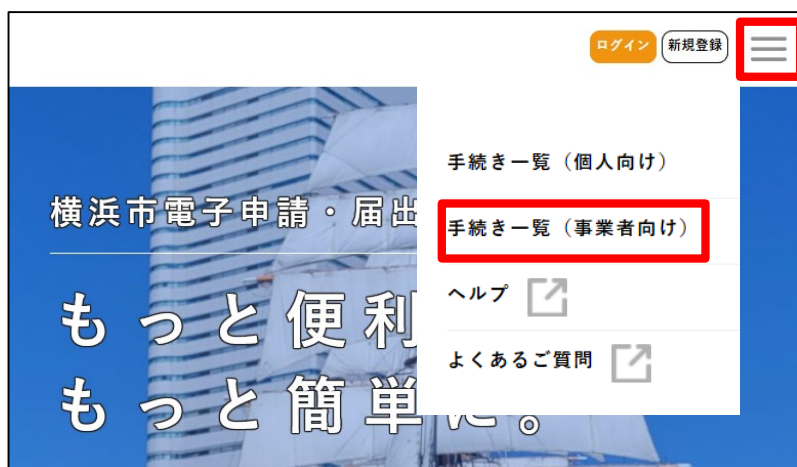 ログイン
新規登録
手続き一覧（個人向け）
横浜市電子申請・届出
手続き一覧（事業者向け）
ヘルプ
もっと便利
よくあるご質問
もっと簡単に。